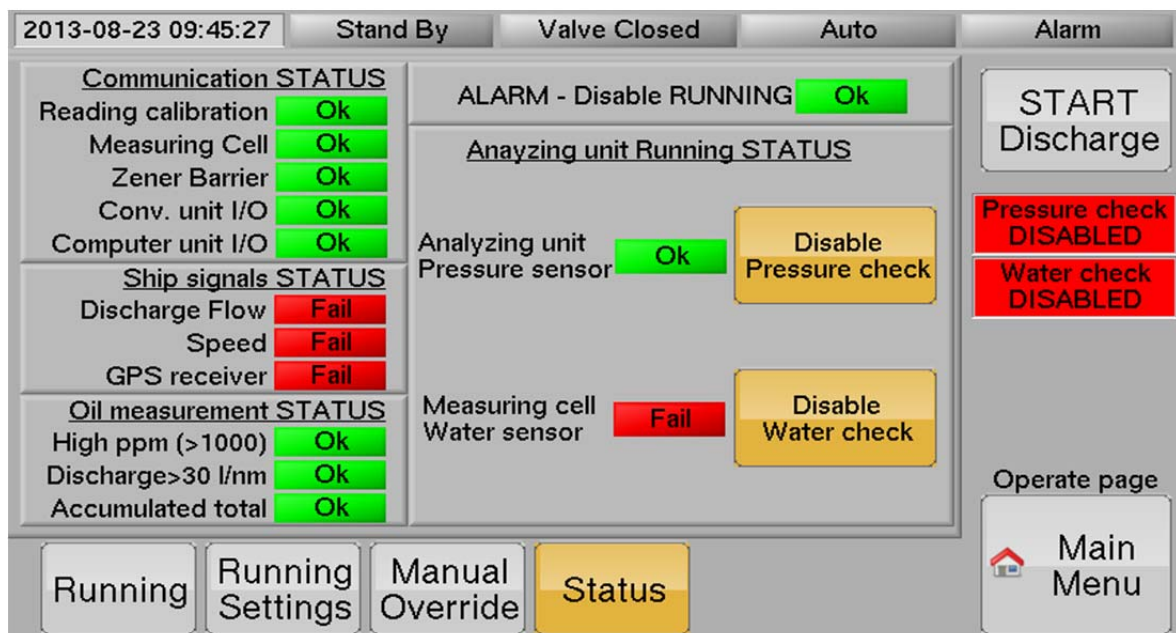 2013-08-23 09:45:27 Stand By Valve Closed Auto Alarm
Communication STATUS
Reading calibration Ok
Measuring Cell Ok
Zener Barrier Ok
Conv. unit I/O Ok
Computer unit I/O Ok
Ship signals STATUS
Discharge Flow Fail
Speed Fail
GPS receiver Fail
Oil measurement STATUS
High ppm (>1000) Ok
Discharge>30 l/nm Ok
Accumulated total Ok
ALARM - Disable RUNNING Ok
Anayzing unit Running STATUS
Analyzing unit
Pressure sensor
Ok
Disable
Pressure check
Measuring cell
Water sensor
Fail
Disable
Water check
START
Discharge
Pressure check
DISABLED
Water check
DISABLED
Operate page
Main
Menu
Running
Running
Settings
Manual
Override
Status